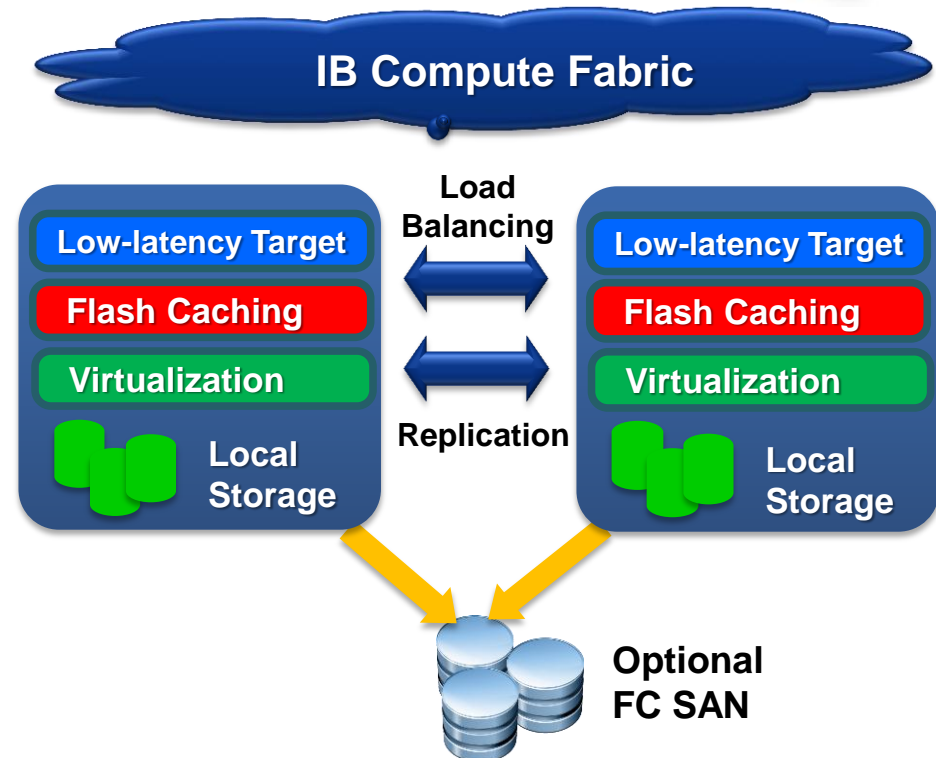 IB Compute Fabric
Load
Balancing
Low-latency Target
Flash Caching
Virtualization
Local
Storage
Replication
Low-latency Target
Flash Caching
Virtualization
Local
Storage
Optional
FC SAN